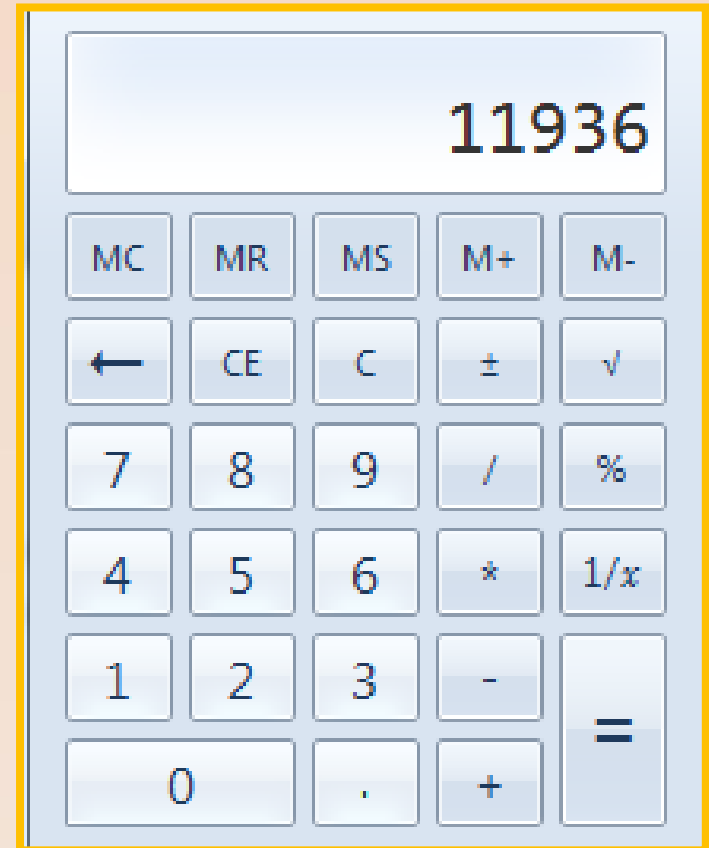 11936
MC MR MS M+ M-
← CE C ± √
7 8 9 / %
4 5 6 * 1/x
1 2 3 - =
0 . +